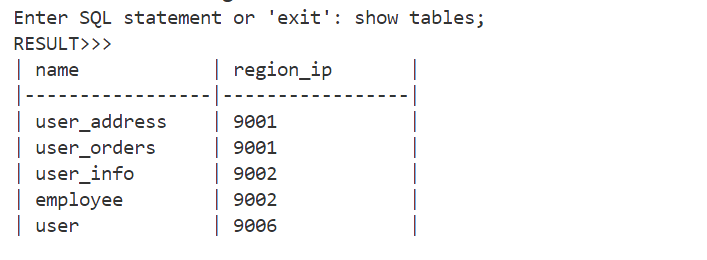 Enter SQL statement or 'exit': show tables;
RESULT>>>
| name            | region_ip       |
|-----------------|-----------------|
| user_address    | 9001            |
| user_orders     | 9001            |
| user_info       | 9002            |
| employee        | 9002            |
| user            | 9006            |